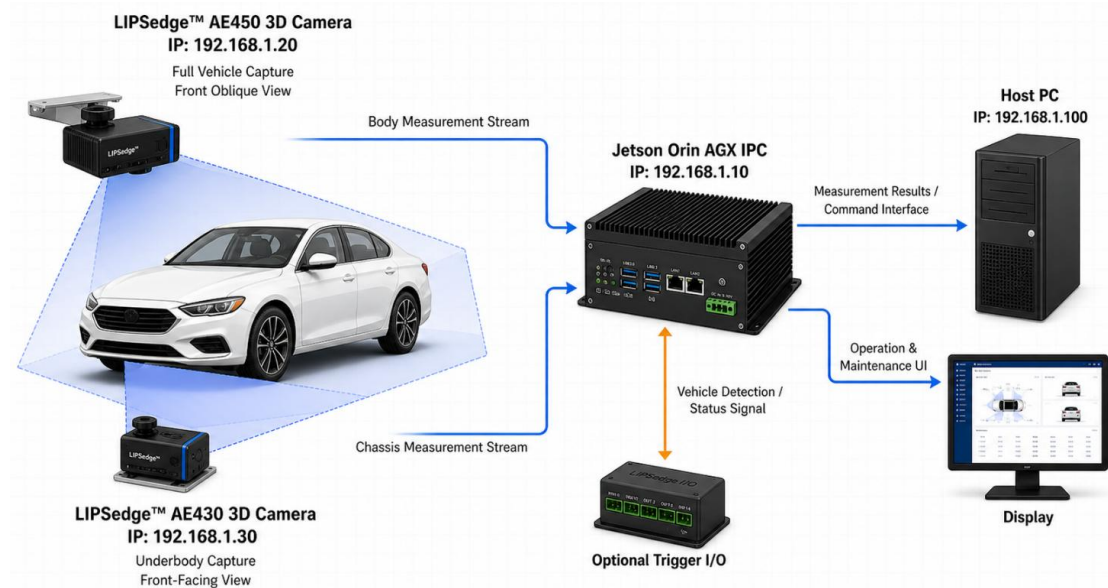 LIPSedge™ AE450 3D Camera
IP: 192.168.1.20
Full Vehicle Capture
Front Oblique View
LIPSedge™
Body Measurement Stream
Jetson Orin AGX IPC
IP: 192.168.1.10
Host PC
IP: 192.168.1.100
Measurement Results /
Command Interface
Operation &
Maintenance UI
Vehicle Detection /
Status Signal
Chassis Measurement Stream
LIPSedge™
LIPSedge™ AE430 3D Camera
IP: 192.168.1.30
Underbody Capture
Front-Facing View
LIPSedge I/O
Optional Trigger I/O
Display